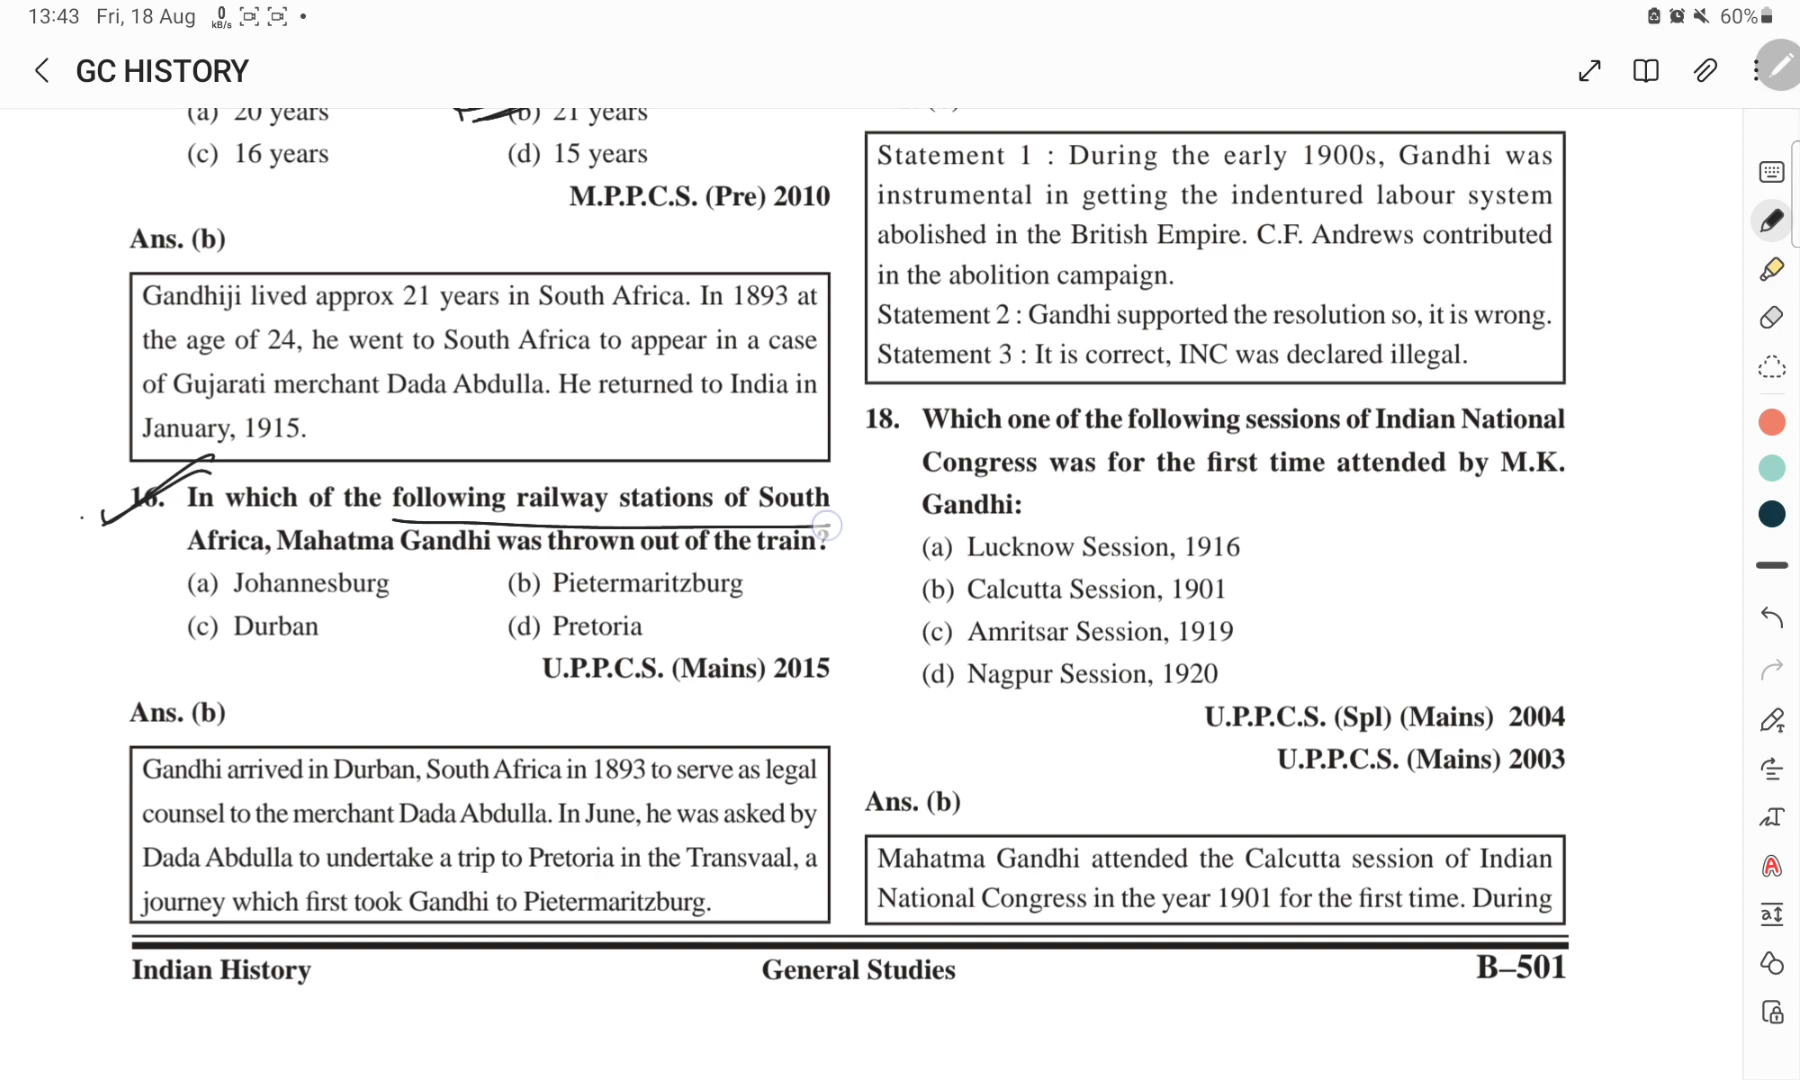 13:43 Fri, 18 Aug 0 kB/s 60%
GC HISTORY
(a) 20 years (b) 21 years
(c) 16 years (d) 15 years
M.P.P.C.S. (Pre) 2010
Ans. (b)
Gandhiji lived approx 21 years in South Africa. In 1893 at
the age of 24, he went to South Africa to appear in a case
of Gujarati merchant Dada Abdulla. He returned to India in
January, 1915.
16. In which of the following railway stations of South
Africa, Mahatma Gandhi was thrown out of the train?
(a) Johannesburg (b) Pietermaritzburg
(c) Durban (d) Pretoria
U.P.P.C.S. (Mains) 2015
Ans. (b)
Gandhi arrived in Durban, South Africa in 1893 to serve as legal
counsel to the merchant Dada Abdulla. In June, he was asked by
Dada Abdulla to undertake a trip to Pretoria in the Transvaal, a
journey which first took Gandhi to Pietermaritzburg.
Statement 1 : During the early 1900s, Gandhi was
instrumental in getting the indentured labour system
abolished in the British Empire. C.F. Andrews contributed
in the abolition campaign.
Statement 2 : Gandhi supported the resolution so, it is wrong.
Statement 3 : It is correct, INC was declared illegal.
18. Which one of the following sessions of Indian National
Congress was for the first time attended by M.K.
Gandhi:
(a) Lucknow Session, 1916
(b) Calcutta Session, 1901
(c) Amritsar Session, 1919
(d) Nagpur Session, 1920
U.P.P.C.S. (Spl) (Mains) 2004
U.P.P.C.S. (Mains) 2003
Ans. (b)
Mahatma Gandhi attended the Calcutta session of Indian
National Congress in the year 1901 for the first time. During
Indian History General Studies B–501